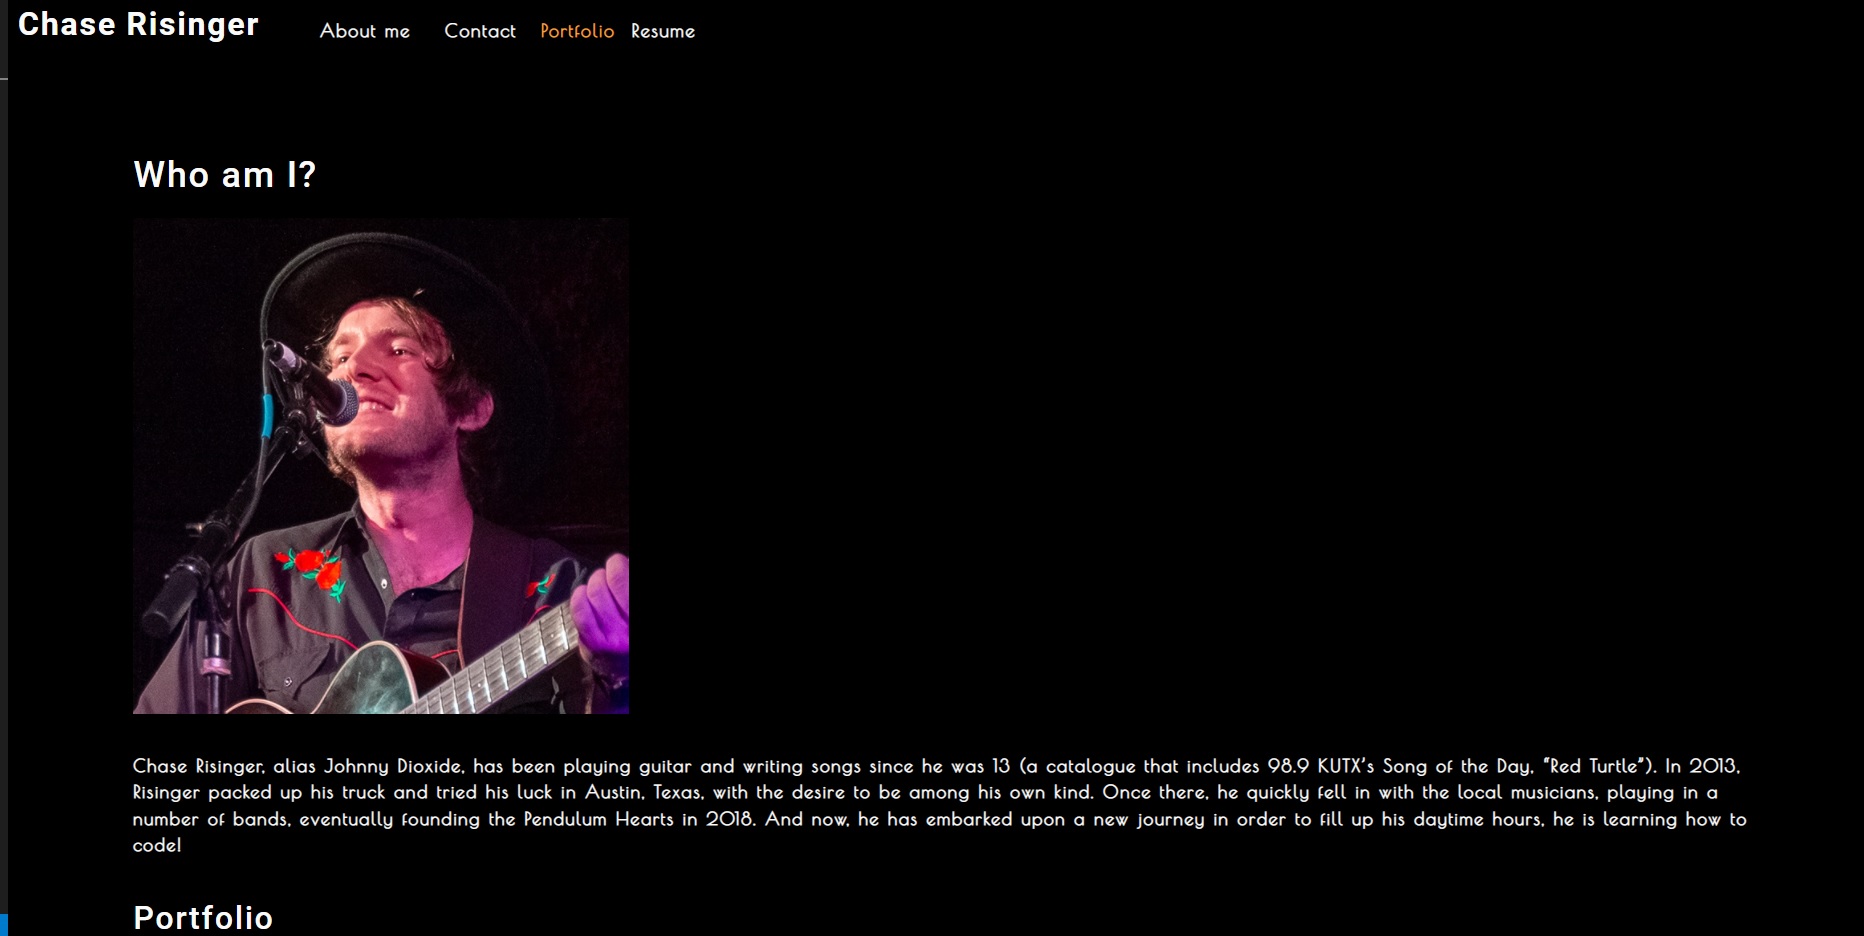 Chase Risinger
About me Contact Portfolio Resume
Who am I?
Chase Risinger, alias Johnny Dioxide, has been playing guitar and writing songs since he was 13 (a catalogue that includes 98.9 KUTX's Song of the Day, "Red Turtle"). In 2013,
Risinger packed up his truck and tried his luck in Austin, Texas, with the desire to be among his own kind. Once there, he quickly fell in with the local musicians, playing in a
number of bands, eventually founding the Pendulum Hearts in 2018. And now, he has embarked upon a new journey in order to fill up his daytime hours, he is learning how to
code!
Portfolio